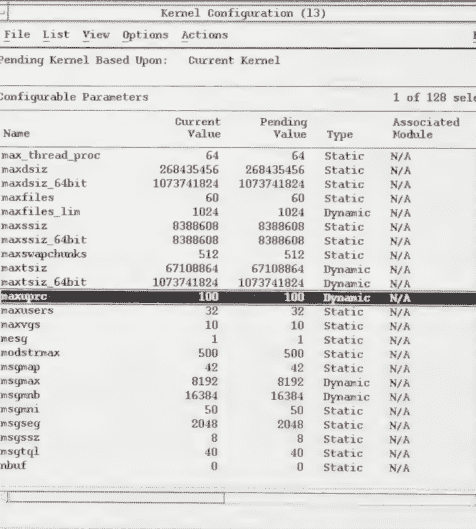 Kernel Configuration (13)
File List View Options Actions
Pending Kernel Based Upon: Current Kernel
Configurable Parameters 1 of 128 sele
Current Pending Associated
Name Value Value Type Module
max_thread_proc 64 64 Static N/A
maxdsiz 268435456 268435456 Static N/A
maxdsiz_64bit 1073741824 1073741824 Static N/A
maxfiles 60 60 Static N/A
maxfiles_lim 1024 1024 Dynamic N/A
maxssiz 8388608 8388608 Static N/A
maxssiz_64bit 8388608 8388608 Static N/A
maxswapchunks 512 512 Static N/A
maxtsiz 67108864 67108864 Dynamic N/A
maxtsiz_64bit 1073741824 1073741824 Dynamic N/A
maxuprc 100 100 Dynamic N/A
maxusers 32 32 Static N/A
maxvgs 10 10 Static N/A
mesg 1 1 Static N/A
modstrmax 500 500 Static N/A
msgmap 42 42 Static N/A
msgmax 8192 8192 Dynamic N/A
msgmnb 16384 16384 Dynamic N/A
msgmni 50 50 Static N/A
msgseg 2048 2048 Static N/A
msgssz 8 8 Static N/A
msgtql 40 40 Static N/A
nbuf 0 0 Static N/A